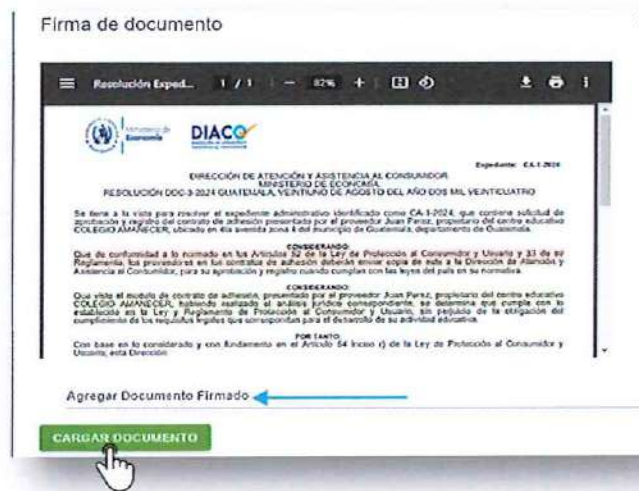 Firma de documento
Resolución Exped... 1 / 1 | − 82% +
Ministerio de
Economía
DIACO
Expediente: CA-1-2024
DIRECCIÓN DE ATENCIÓN Y ASISTENCIA AL CONSUMIDOR
MINISTERIO DE ECONOMÍA
RESOLUCIÓN DOC-3-2024 GUATEMALA, VEINTIUNO DE AGOSTO DEL AÑO DOS MIL VEINTICUATRO
Se tiene a la vista para resolver el expediente administrativo identificado como CA-1-2024, que contiene solicitud de
aprobación y registro del contrato de adhesión presentado por el proveedor Juan Perez, propietario del centro educativo
COLEGIO AMANECER, ubicado en avenida zona 4 del municipio de Guatemala, departamento de Guatemala.
CONSIDERANDO:
Que de conformidad a lo normado en los Artículos 52 de la Ley de Protección al Consumidor y Usuario y 33 de su
Reglamento, los proveedores en los contratos de adhesión deberán enviar copia de este a la Dirección de Atención y
Asistencia al Consumidor, para su aprobación y registro cuando cumplan con las leyes del país en su normativa.
CONSIDERANDO:
Que vista el modulo de contrato de adhesión, presentado por el proveedor Juan Perez, propietario del centro educativo
COLEGIO AMANECER, habiendo realizado el análisis jurídico correspondiente, se determina que cumple con lo
establecido en la Ley y Reglamento de Protección al Consumidor y Usuario, sin perjuicio de la obligación del
cumplimiento de los requisitos legales que correspondan para el desarrollo de su actividad educativa.
POR TANTO:
Con base en lo considerado y con fundamento en el Artículo 54 inciso r) de la Ley de Protección al Consumidor y
Usuario, esta Dirección:
Agregar Documento Firmado
CARGAR DOCUMENTO